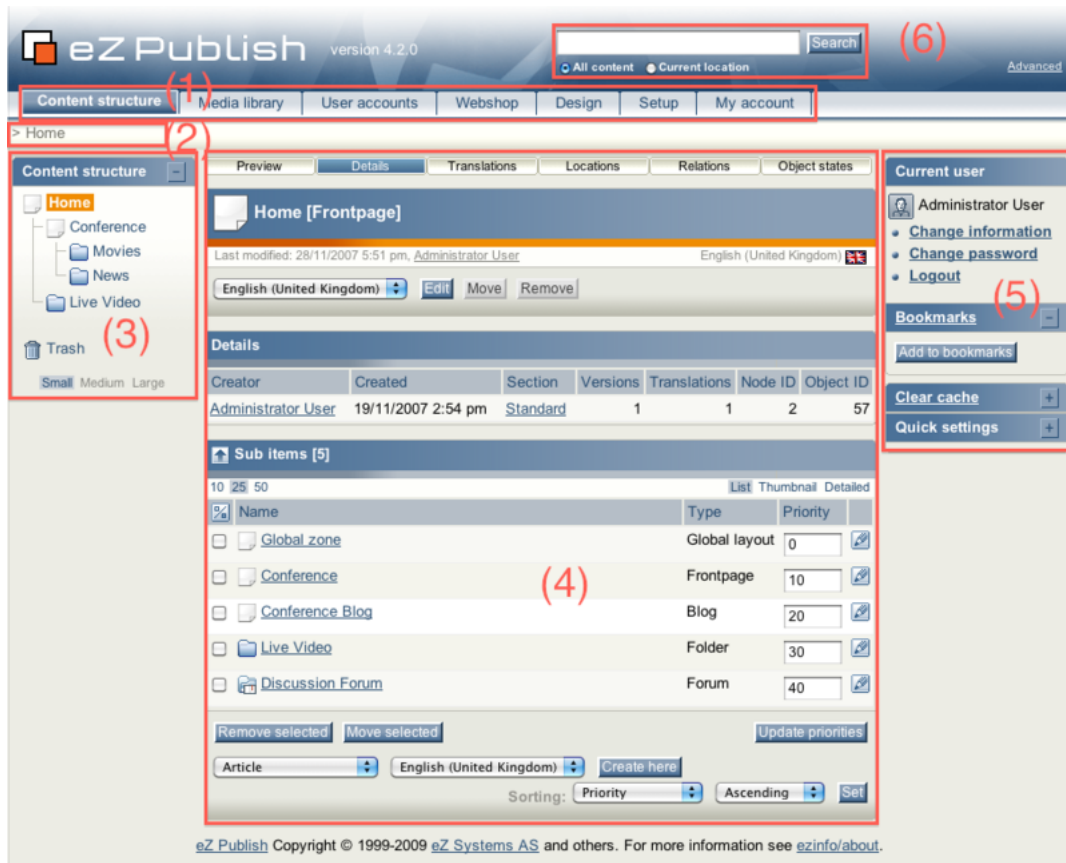 eZ Publish version 4.2.0
Search
(6)
All content Current location
Advanced
(1)
Content structure Media library User accounts Webshop Design Setup My account
> Home
(2)
Content structure -
Home
Conference
Movies
News
Live Video
Trash
(3)
Small Medium Large
Preview Details Translations Locations Relations Object states
Home [Frontpage]
Last modified: 28/11/2007 5:51 pm, Administrator User English (United Kingdom)
English (United Kingdom) Edit Move Remove
Details
Creator Created Section Versions Translations Node ID Object ID
Administrator User 19/11/2007 2:54 pm Standard 1 1 2 57
Sub items [5]
10 25 50 List Thumbnail Detailed
Name Type Priority
Global zone Global layout 0
Conference Frontpage 10
(4)
Conference Blog Blog 20
Live Video Folder 30
Discussion Forum Forum 40
Remove selected Move selected Update priorities
Article English (United Kingdom) Create here
Sorting: Priority Ascending Set
Current user
Administrator User
Change information
Change password
Logout
(5)
Bookmarks -
Add to bookmarks
Clear cache +
Quick settings +
eZ Publish Copyright © 1999-2009 eZ Systems AS and others. For more information see ezinfo/about.